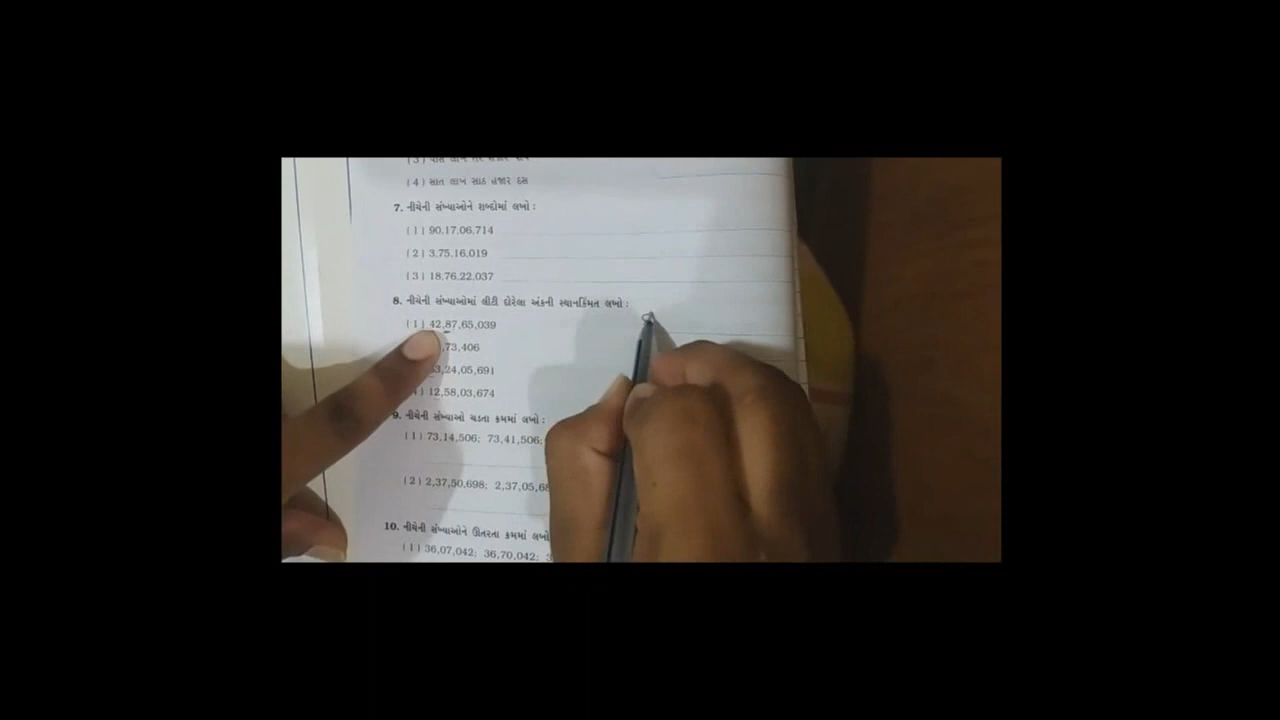 (4) સાત લાખ સાઠ હજાર દસ
7. નીચેની સંખ્યાઓને શબ્દોમાં લખો :
(1) 90.17.06.714
(2) 3.75.16.019
(3) 18.76.22.037
8. નીચેની સંખ્યાઓમાં લીટી દોરેલા અંકની સ્થાનકિંમત લખો :
(1) 42,87,65,039
,73,406
3,24,05,691
12,58,03,674
9. નીચેની સંખ્યાઓ ચડતા ક્રમમાં લખો :
(1) 73,14,506; 73,41,506;
(2) 2,37,50,698; 2,37,05,68
10. નીચેની સંખ્યાઓને ઊતરતા ક્રમમાં લખો
(1) 36,07,042; 36,70,042; 3